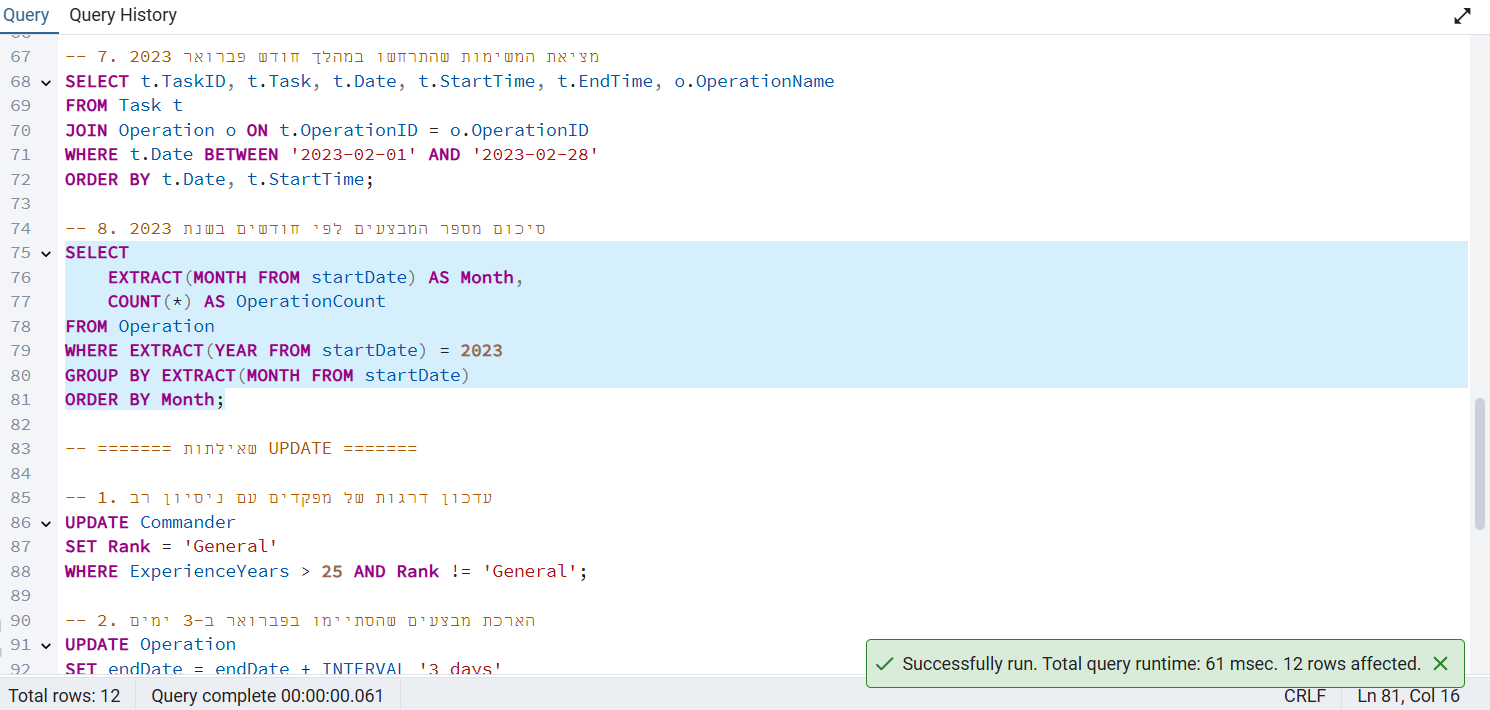 Query Query History
67 -- 7. מציאת המשימות שהתרחשו במהלך חודש פברואר 2023
68 SELECT t.TaskID, t.Task, t.Date, t.StartTime, t.EndTime, o.OperationName
69 FROM Task t
70 JOIN Operation o ON t.OperationID = o.OperationID
71 WHERE t.Date BETWEEN '2023-02-01' AND '2023-02-28'
72 ORDER BY t.Date, t.StartTime;
73
74 -- 8. סיכום מספר המבצעים לפי חודשים בשנת 2023
75 SELECT
76 EXTRACT(MONTH FROM startDate) AS Month,
77 COUNT(*) AS OperationCount
78 FROM Operation
79 WHERE EXTRACT(YEAR FROM startDate) = 2023
80 GROUP BY EXTRACT(MONTH FROM startDate)
81 ORDER BY Month;
82
83 -- ======= שאילתות UPDATE =======
84
85 -- 1. עדכון דרגות של מפקדים עם ניסיון רב
86 UPDATE Commander
87 SET Rank = 'General'
88 WHERE ExperienceYears > 25 AND Rank != 'General';
89
90 -- 2. הארכת מבצעים שהסתיימו בפברואר ב-3 ימים
91 UPDATE Operation
92 SET endDate = endDate + INTERVAL '3 days'
Successfully run. Total query runtime: 61 msec. 12 rows affected.
Total rows: 12 Query complete 00:00:00.061 CRLF Ln 81, Col 16